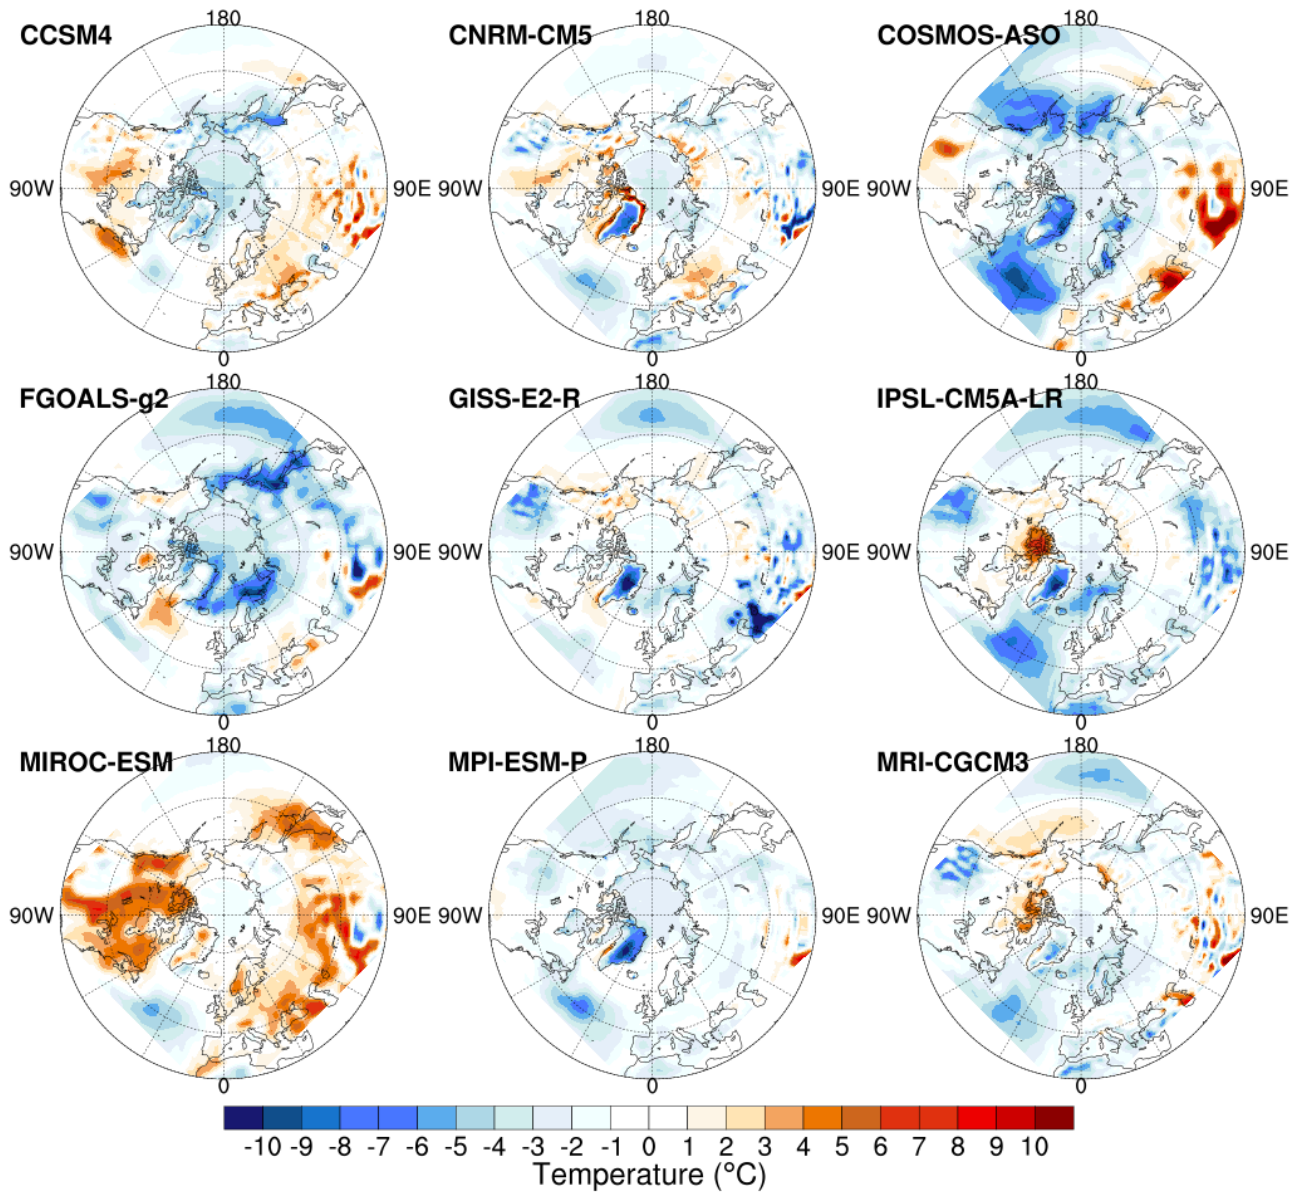 180 180 180
CCSM4 CNRM-CM5 COSMOS-ASO
90W 90E 90W 90E 90W 90E
0 0 0
180 180 180
FGOALS-g2 GISS-E2-R IPSL-CM5A-LR
90W 90E 90W 90E 90W 90E
0 0 0
180 180 180
MIROC-ESM MPI-ESM-P MRI-CGCM3
90W 90E 90W 90E 90W 90E
0 0 0
-10 -9 -8 -7 -6 -5 -4 -3 -2 -1 0 1 2 3 4 5 6 7 8 9 10
Temperature (°C)